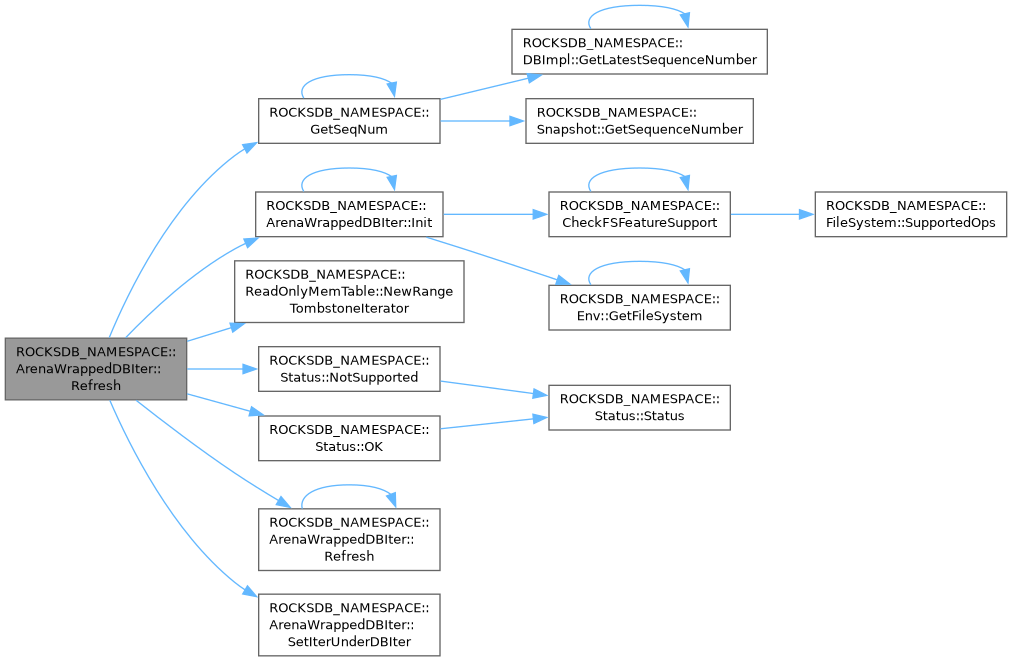 ROCKSDB_NAMESPACE::
DBImpl::GetLatestSequenceNumber
ROCKSDB_NAMESPACE::
GetSeqNum
ROCKSDB_NAMESPACE::
Snapshot::GetSequenceNumber
ROCKSDB_NAMESPACE::
ArenaWrappedDBIter::Init
ROCKSDB_NAMESPACE::
CheckFSFeatureSupport
ROCKSDB_NAMESPACE::
FileSystem::SupportedOps
ROCKSDB_NAMESPACE::
ReadOnlyMemTable::NewRange
TombstoneIterator
ROCKSDB_NAMESPACE::
Env::GetFileSystem
ROCKSDB_NAMESPACE::
ArenaWrappedDBIter::
Refresh
ROCKSDB_NAMESPACE::
Status::NotSupported
ROCKSDB_NAMESPACE::
Status::Status
ROCKSDB_NAMESPACE::
Status::OK
ROCKSDB_NAMESPACE::
ArenaWrappedDBIter::
Refresh
ROCKSDB_NAMESPACE::
ArenaWrappedDBIter::
SetIterUnderDBIter